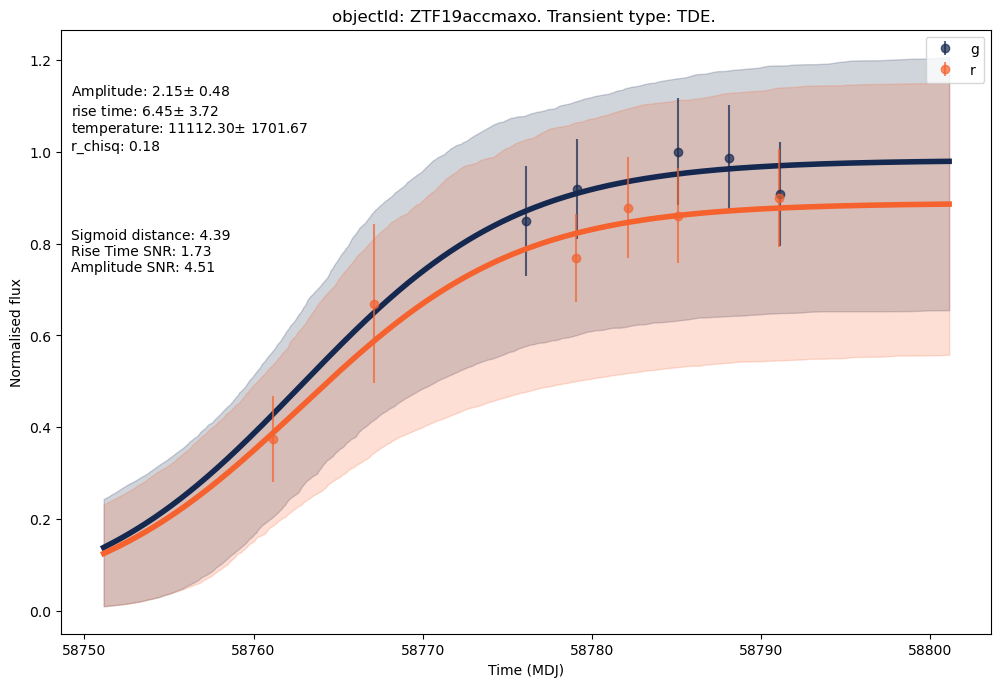 objectId: ZTF19accmaxo. Transient type: TDE.
g
r
Amplitude: 2.15± 0.48
rise time: 6.45± 3.72
temperature: 11112.30± 1701.67
r_chisq: 0.18
Sigmoid distance: 4.39
Rise Time SNR: 1.73
Amplitude SNR: 4.51
Normalised flux
1.2
1.0
0.8
0.6
0.4
0.2
0.0
58750 58760 58770 58780 58790 58800
Time (MDJ)